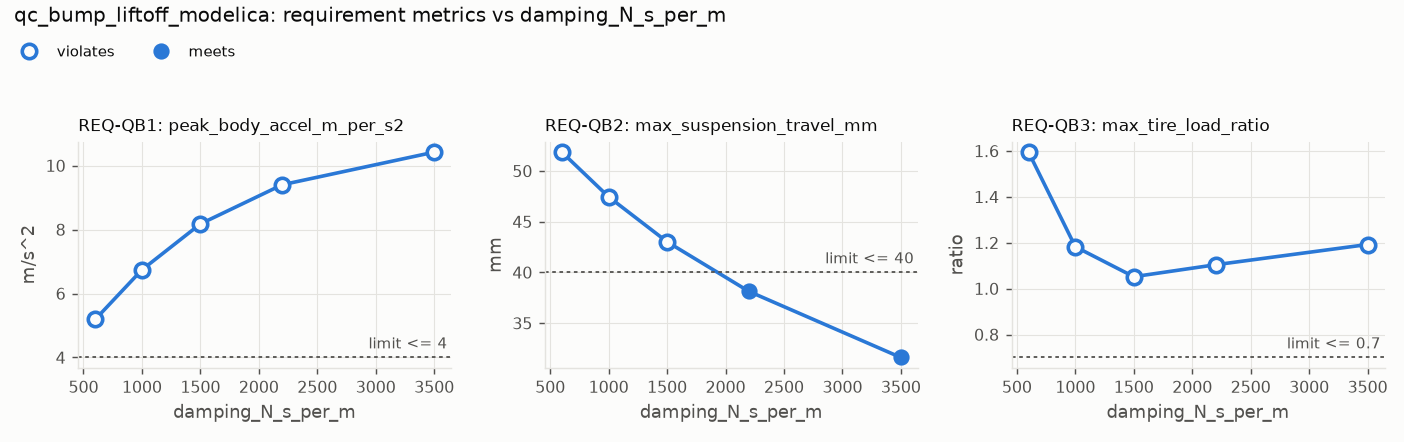 qc_bump_liftoff_modelica: requirement metrics vs damping_N_s_per_m
violates meets
REQ-QB1: peak_body_accel_m_per_s2
10
8
6
4
m/s^2
limit <= 4
500 1000 1500 2000 2500 3000 3500
damping_N_s_per_m
REQ-QB2: max_suspension_travel_mm
50
45
40
35
mm
limit <= 40
500 1000 1500 2000 2500 3000 3500
damping_N_s_per_m
REQ-QB3: max_tire_load_ratio
1.6
1.4
1.2
1.0
0.8
ratio
limit <= 0.7
500 1000 1500 2000 2500 3000 3500
damping_N_s_per_m